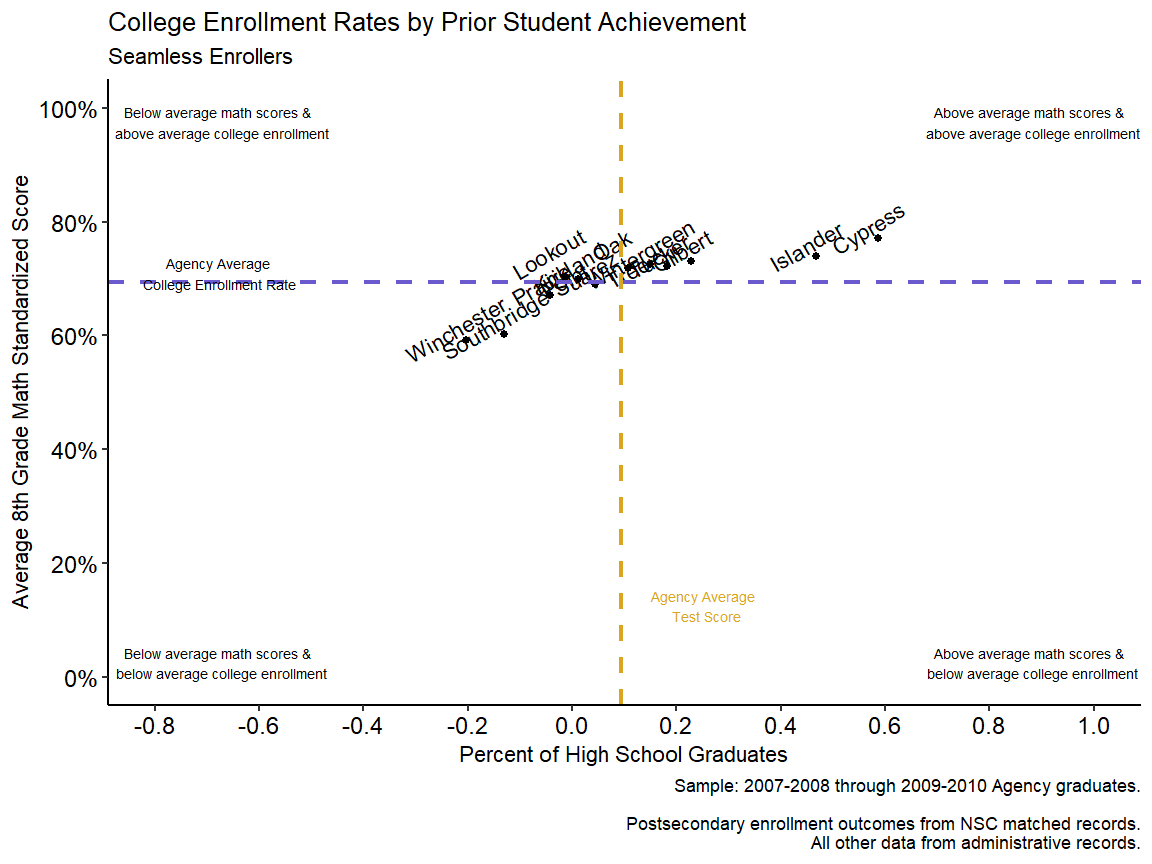 College Enrollment Rates by Prior Student Achievement
Seamless Enrollers
Average 8th Grade Math Standardized Score
100%
80%
60%
40%
20%
0%
Below average math scores &
above average college enrollment
Above average math scores &
above average college enrollment
Agency Average
College Enrollment Rate
Winchester
Southbridge
Lookout
Kirkland
Suarez
Oak
Wintergreen
Gilbert
Islander
Cypress
Agency Average
Test Score
Below average math scores &
below average college enrollment
Above average math scores &
below average college enrollment
-0.8
-0.6
-0.4
-0.2
0.0
0.2
0.4
0.6
0.8
1.0
Percent of High School Graduates
Sample: 2007-2008 through 2009-2010 Agency graduates.
Postsecondary enrollment outcomes from NSC matched records.
All other data from administrative records.